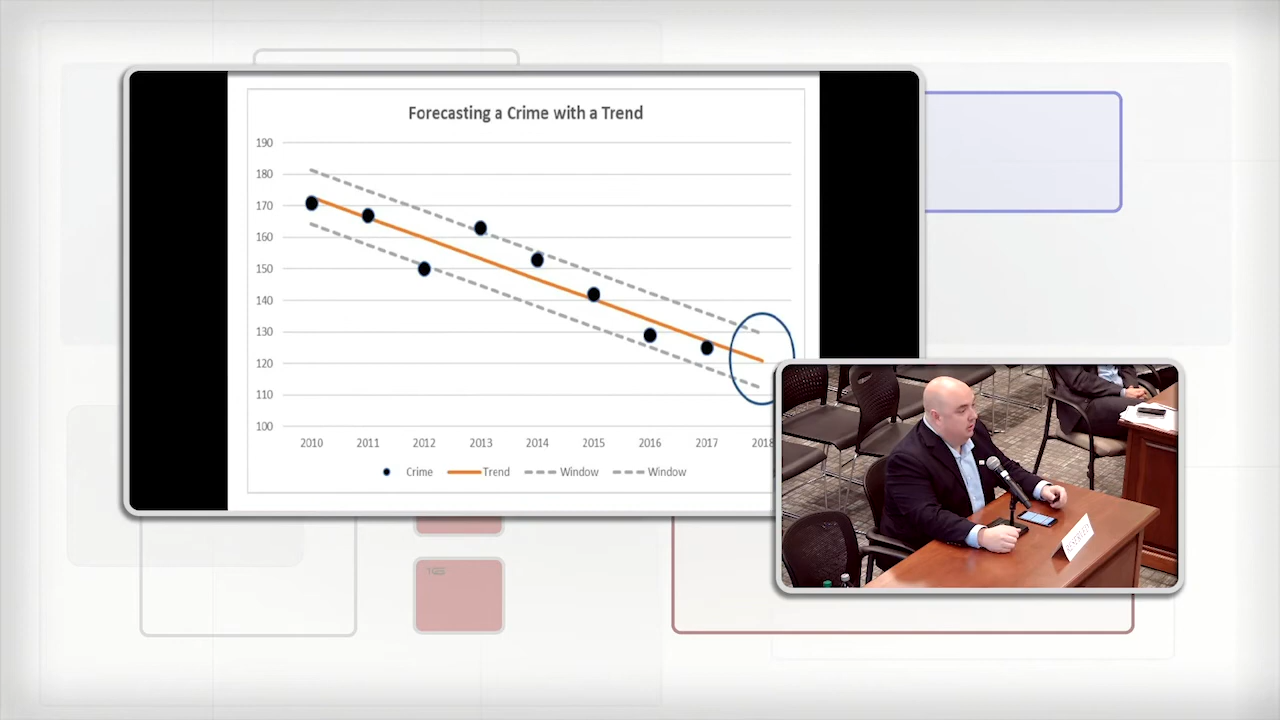 Forecasting a Crime with a Trend
190
180
170
160
150
140
130
120
110
100
2010 2011 2012 2013 2014 2015 2016 2017 2018
Crime Trend Window Window
RESERVED